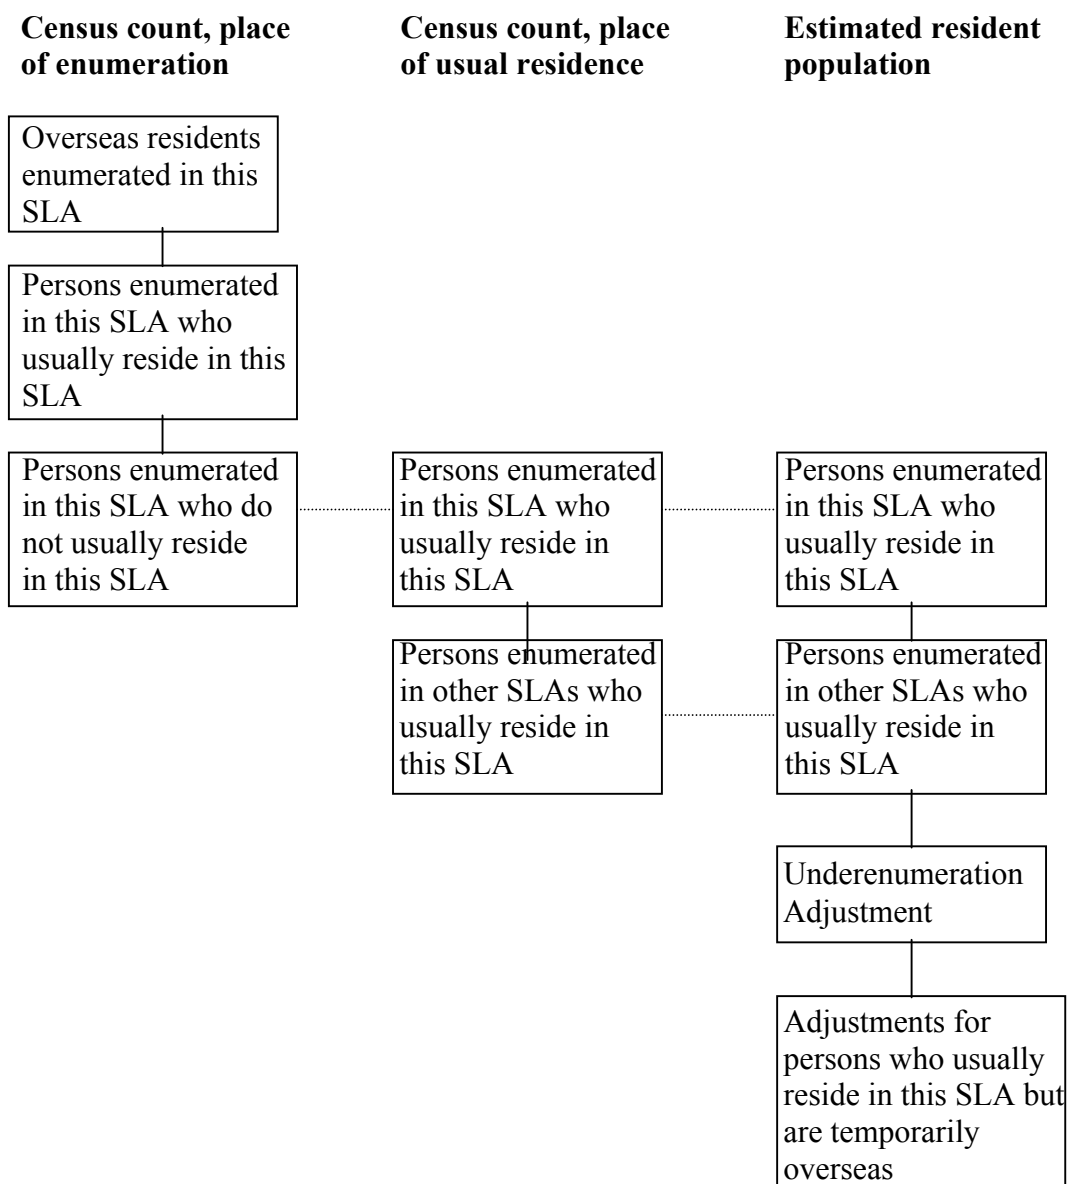 Census count, place
of enumeration
Census count, place
of usual residence
Estimated resident
population
Overseas residents
enumerated in this
SLA
Persons enumerated
in this SLA who
usually reside in this
SLA
Persons enumerated
in this SLA who do
not usually reside
in this SLA
Persons enumerated
in this SLA who
usually reside in
this SLA
Persons enumerated
in this SLA who
usually reside in
this SLA
Persons enumerated
in other SLAs who
usually reside in
this SLA
Persons enumerated
in other SLAs who
usually reside in
this SLA
Underenumeration
Adjustment
Adjustments for
persons who usually
reside in this SLA but
are temporarily
overseas